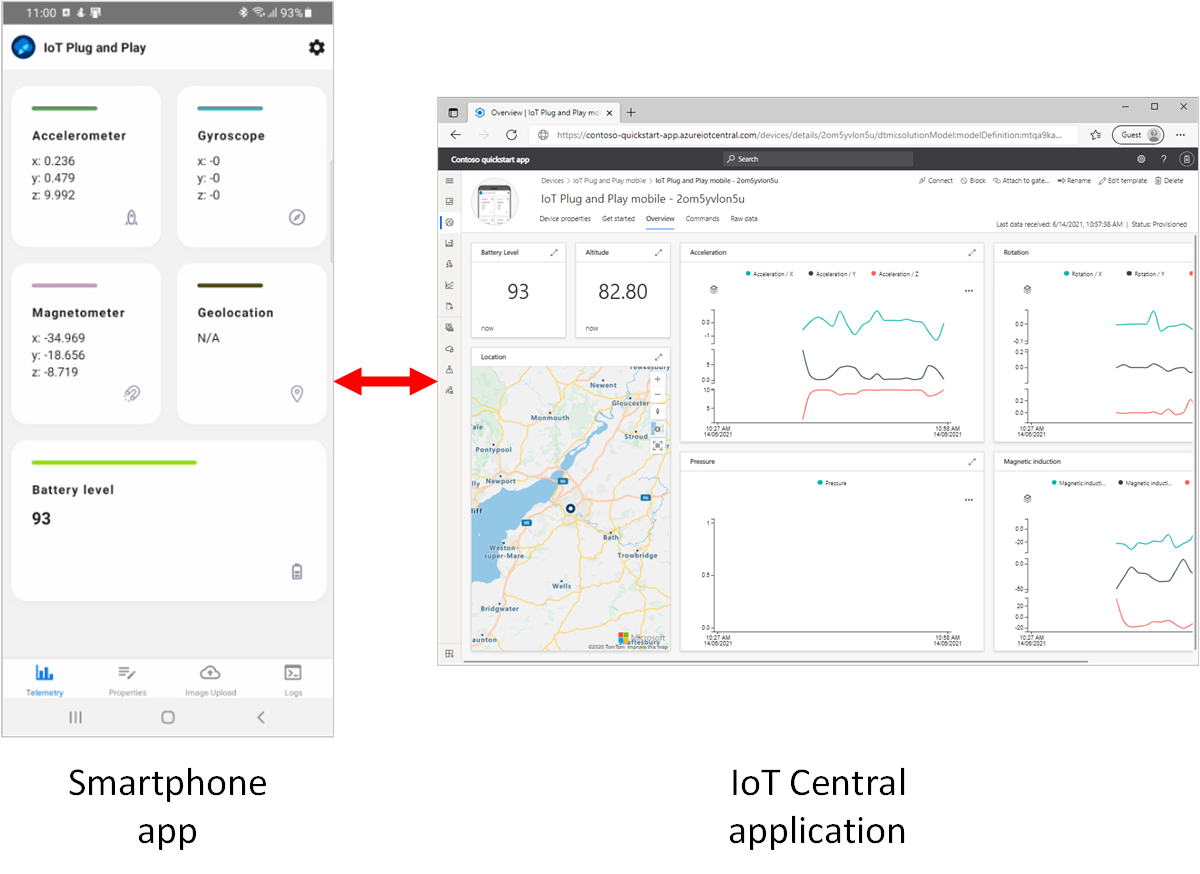 11:00
93%
IoT Plug and Play
Accelerometer
x: 0.236
y: 0.479
z: 9.992
Gyroscope
x: -0
y: -0
z: -0
Magnetometer
x: -34.969
y: -18.656
z: -8.719
Geolocation
N/A
Battery level
93
Telemetry
Properties
Image Upload
Logs
Smartphone
app
Overview | IoT Plug and Play mo
https://contoso-quickstart-app.azureiotcentral.com/devices/details/2om5yvlon5u/dtmi:solutionModel:modelDefinition:mtqa9ka...
Guest
Contoso quickstart app
Search
Devices > IoT Plug and Play mobile > IoT Plug and Play mobile - 2om5yvlon5u
Connect
Block
Attach to gate...
Rename
Edit template
Delete
IoT Plug and Play mobile - 2om5yvlon5u
Device properties
Get started
Overview
Commands
Raw data
Last data received: 6/14/2021, 10:57:38 AM | Status: Provisioned
Battery Level
93
now
Altitude
82.80
now
Location
Tewkesbury
Newent
Gloucester
Monmouth
Stroud
ale
Pontypool
lly
Newport
M5
M4
iff
M5
Bath
Weston
super-Mare
Trowbridge
Wells
Bridgwater
aunton
Microsoft
aftesbury
©2020 TomTom Improve this map
Acceleration
Acceleration / X
Acceleration / Y
Acceleration / Z
0.0
-1
5
0.0
10
5
10:27 AM
14/06/2021
10:58 AM
14/06/2021
Rotation
Rotation / X
Rotation / Y
0.0
-0.1
0.2
0.0
0.2
0.0
10:27 AM
14/06/2021
Pressure
Pressure
1
0.5
0.0
10:27 AM
14/06/2021
10:58 AM
14/06/2021
Magnetic induction
Magnetic inducti...
Magnetic inducti...
0.0
-20
0.0
-50
20
0.0
-20
10:27 AM
14/06/2021
IoT Central
application